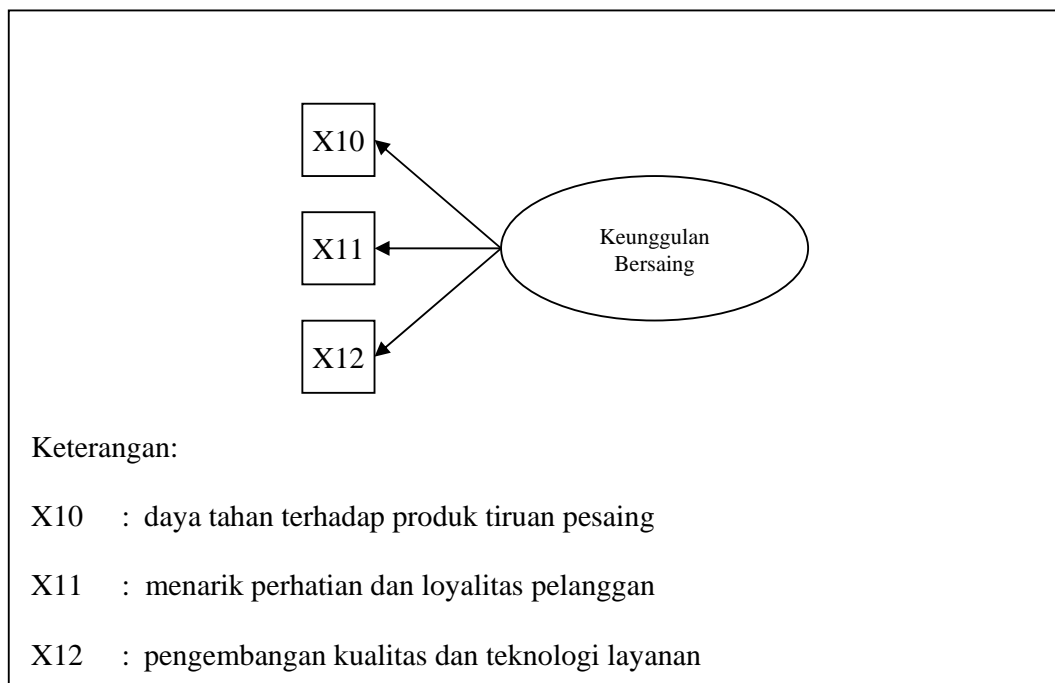 X10
X11
X12
Keunggulan
Bersaing
Keterangan:
X10 : daya tahan terhadap produk tiruan pesaing
X11 : menarik perhatian dan loyalitas pelanggan
X12 : pengembangan kualitas dan teknologi layanan